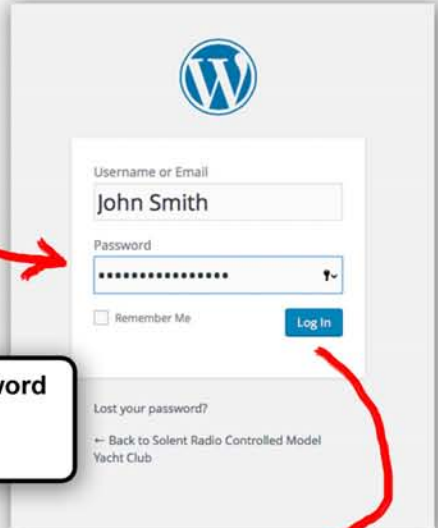 Username or Email
John Smith
Password
Remember Me
Log In
Lost your password?
← Back to Solent Radio Controlled Model
Yacht Club